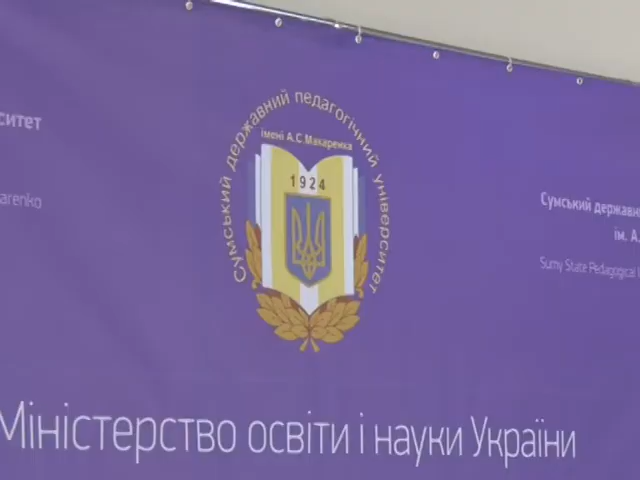 Сумський державний педагогічний університет
імені А.С.Макаренка
1924
Сумський державн
ім. А.
Sumy State Pedagogical
ситет
arenko
Міністерство освіти і науки України